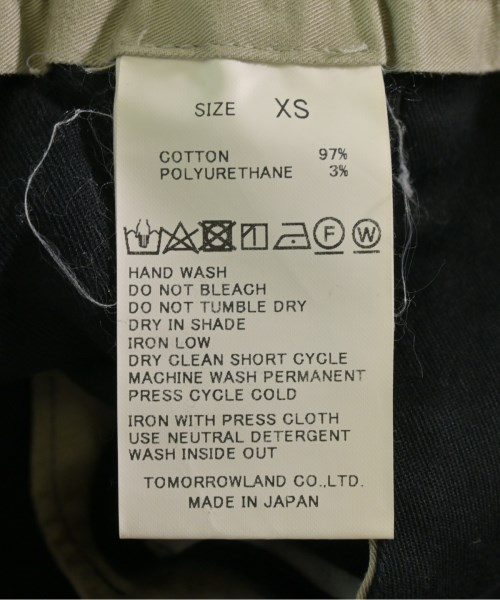 SIZE XS
COTTON 97%
POLYURETHANE 3%
F W
HAND WASH
DO NOT BLEACH
DO NOT TUMBLE DRY
DRY IN SHADE
IRON LOW
DRY CLEAN SHORT CYCLE
MACHINE WASH PERMANENT
PRESS CYCLE COLD
IRON WITH PRESS CLOTH
USE NEUTRAL DETERGENT
WASH INSIDE OUT
TOMORROWLAND CO.,LTD.
MADE IN JAPAN